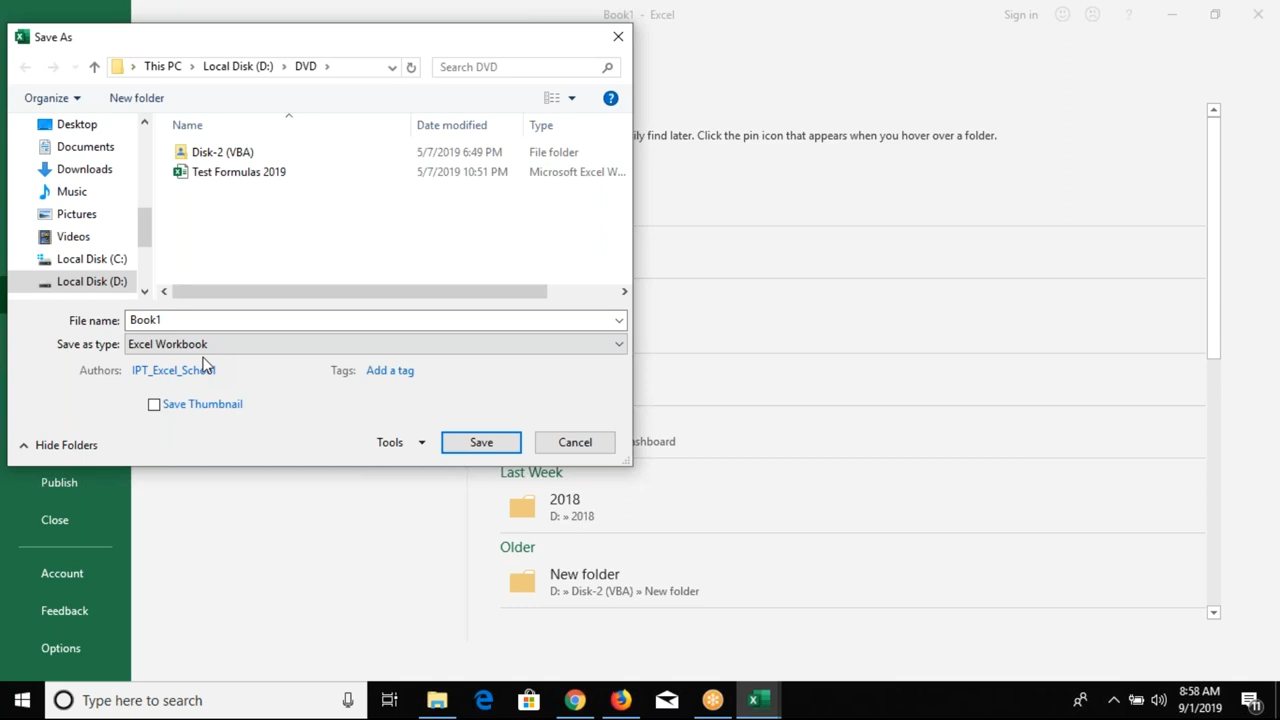 Book1 - Excel
Sign in
?
Save As
This PC > Local Disk (D:) > DVD >
Search DVD
Organize
New folder
?
Desktop
Documents
Downloads
Music
Pictures
Videos
Local Disk (C:)
Local Disk (D:)
Name Date modified Type
Disk-2 (VBA) 5/7/2019 6:49 PM File folder
Test Formulas 2019 5/7/2019 10:51 PM Microsoft Excel W...
File name: Book1
Save as type: Excel Workbook
Authors: IPT_Excel_School
Tags: Add a tag
Save Thumbnail
Hide Folders
Tools
Save
Cancel
find later. Click the pin icon that appears when you hover over a folder.
Last Week
2018
D: » 2018
Older
New folder
D: » Disk-2 (VBA) » New folder
Publish
Close
Account
Feedback
Options
Type here to search
8:58 AM
9/1/2019
11